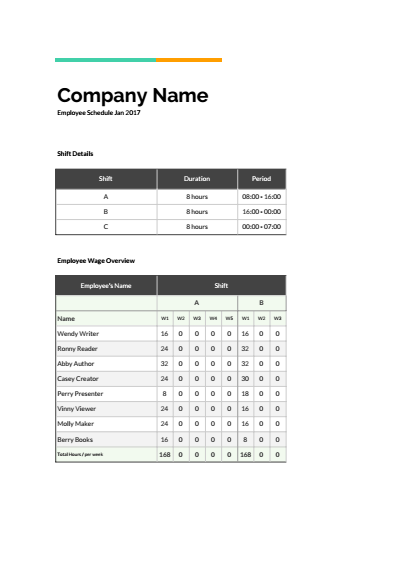 Company Name
Employee Schedule Jan 2017
Shift Details
Shift Duration Period
A 8 hours 08:00 - 16:00
B 8 hours 16:00 - 00:00
C 8 hours 00:00 - 07:00
Employee Wage Overview
Employee's Name Shift
A B
Name W1 W2 W3 W4 W5 W1 W2 W3
Wendy Writer 16 0 0 0 0 16 0 0
Ronny Reader 24 0 0 0 0 32 0 0
Abby Author 32 0 0 0 0 32 0 0
Casey Creator 24 0 0 0 0 30 0 0
Perry Presenter 8 0 0 0 0 18 0 0
Vinny Viewer 24 0 0 0 0 16 0 0
Molly Maker 24 0 0 0 0 16 0 0
Berry Books 16 0 0 0 0 8 0 0
Total Hours / per week 168 0 0 0 0 168 0 0